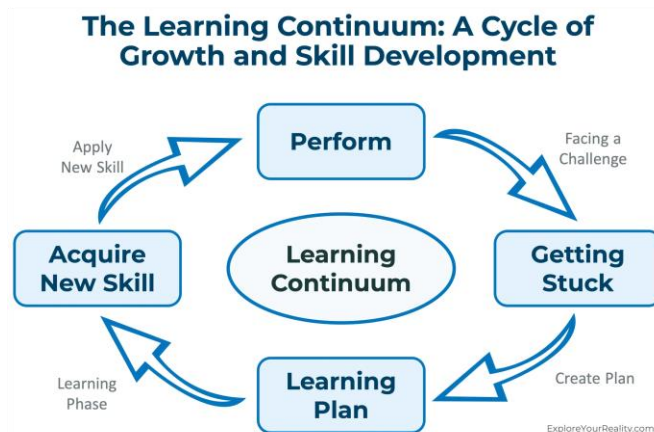 The Learning Continuum: A Cycle of
Growth and Skill Development
Perform
Apply
New Skill
Facing a
Challenge
Acquire
New Skill
Learning
Continuum
Getting
Stuck
Learning
Phase
Learning
Plan
Create Plan
ExploreYourReality.com